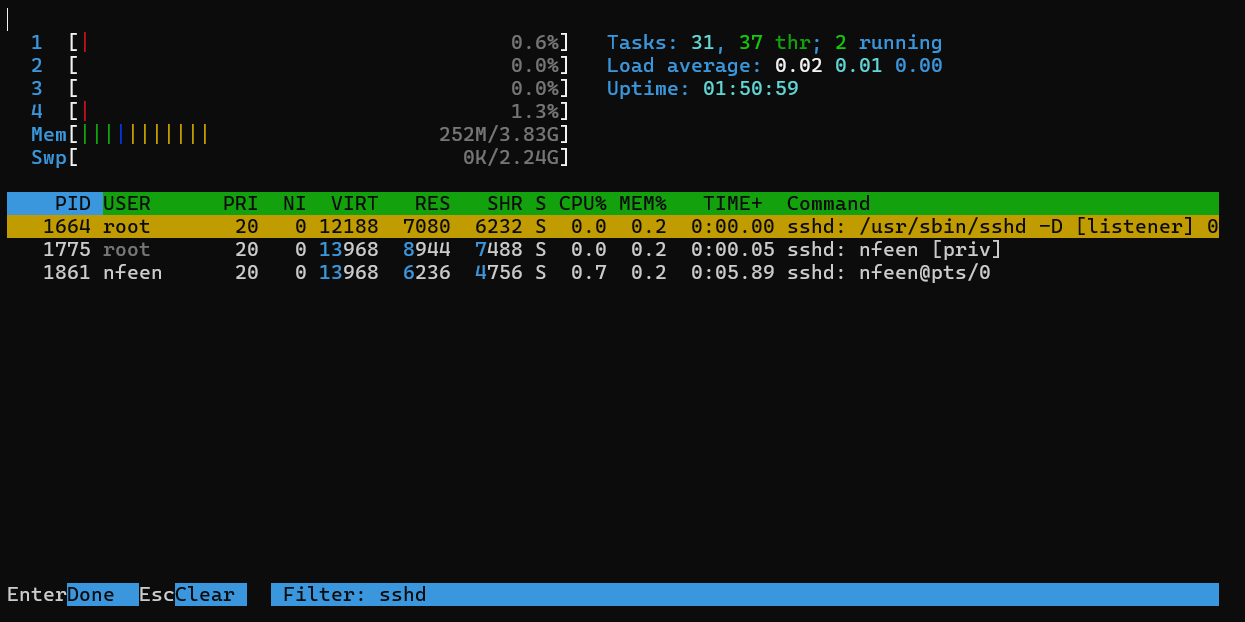 1 [| 0.6%] Tasks: 31, 37 thr; 2 running
2 [ 0.0%] Load average: 0.02 0.01 0.00
3 [ 0.0%] Uptime: 01:50:59
4 [| 1.3%]
Mem[||||||||||| 252M/3.83G]
Swp[ 0K/2.24G]
PID USER PRI NI VIRT RES SHR S CPU% MEM% TIME+ Command
1664 root 20 0 12188 7080 6232 S 0.0 0.2 0:00.00 sshd: /usr/sbin/sshd -D [listener] 0
1775 root 20 0 13968 8944 7488 S 0.0 0.2 0:00.05 sshd: nfeen [priv]
1861 nfeen 20 0 13968 6236 4756 S 0.7 0.2 0:05.89 sshd: nfeen@pts/0
EnterDone EscClear Filter: sshd